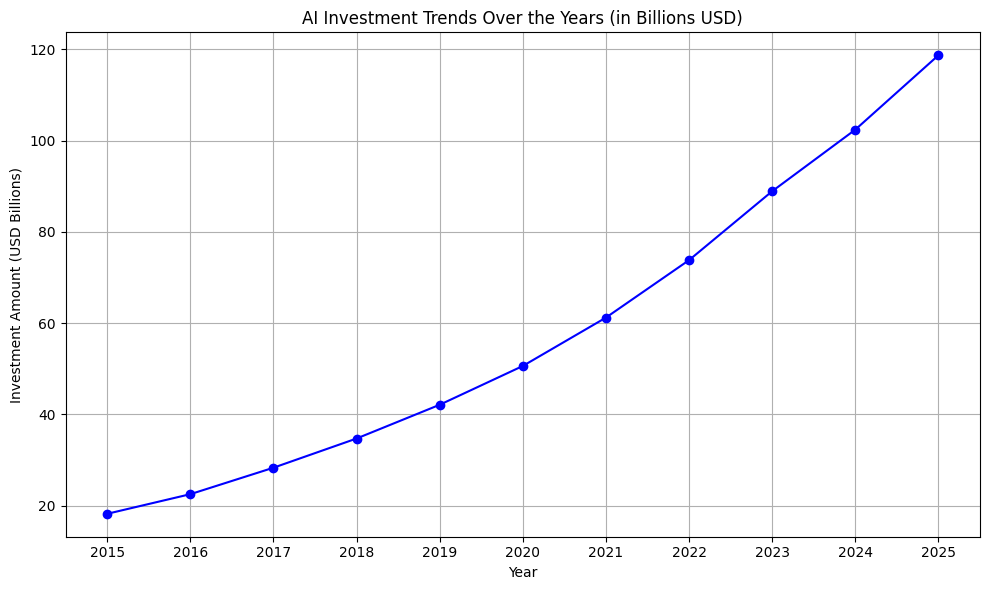 AI Investment Trends Over the Years (in Billions USD)
Investment Amount (USD Billions)
120
100
80
60
40
20
2015 2016 2017 2018 2019 2020 2021 2022 2023 2024 2025
Year